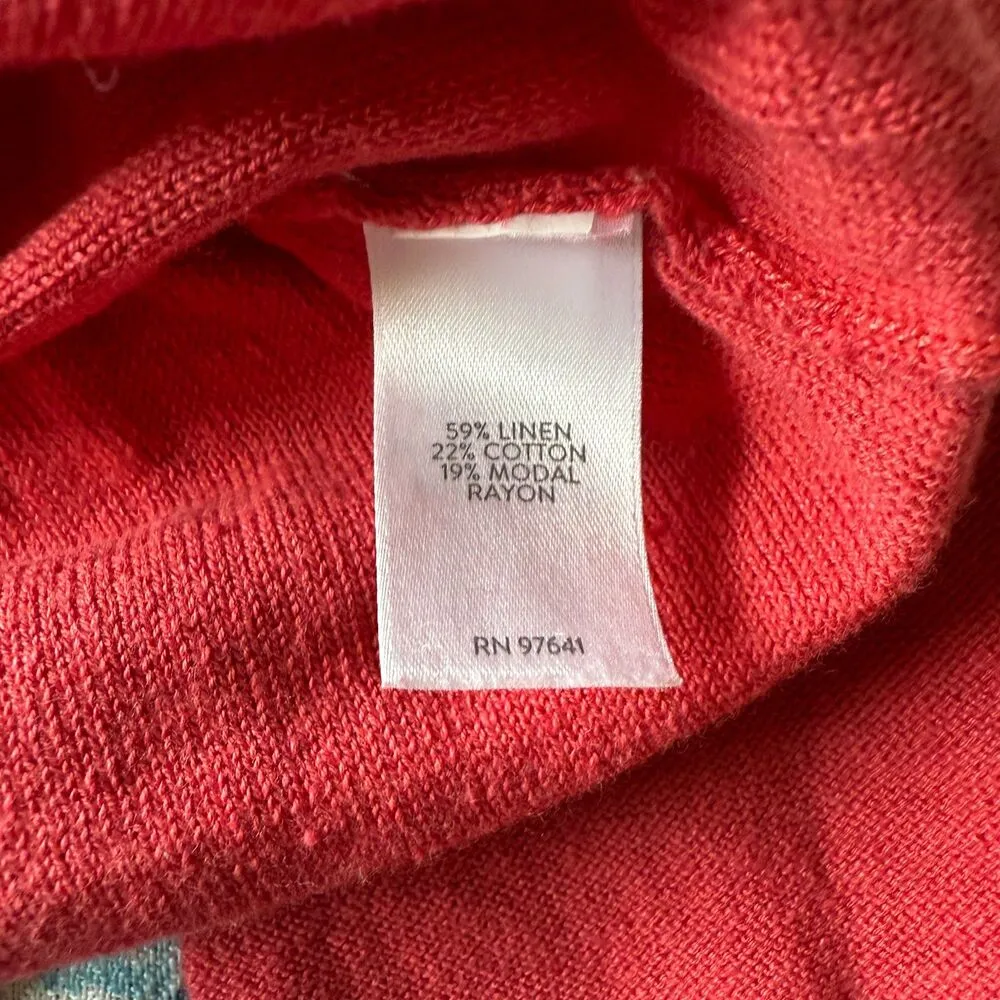 59% LINEN
22% COTTON
19% MODAL
RAYON
RN 97641